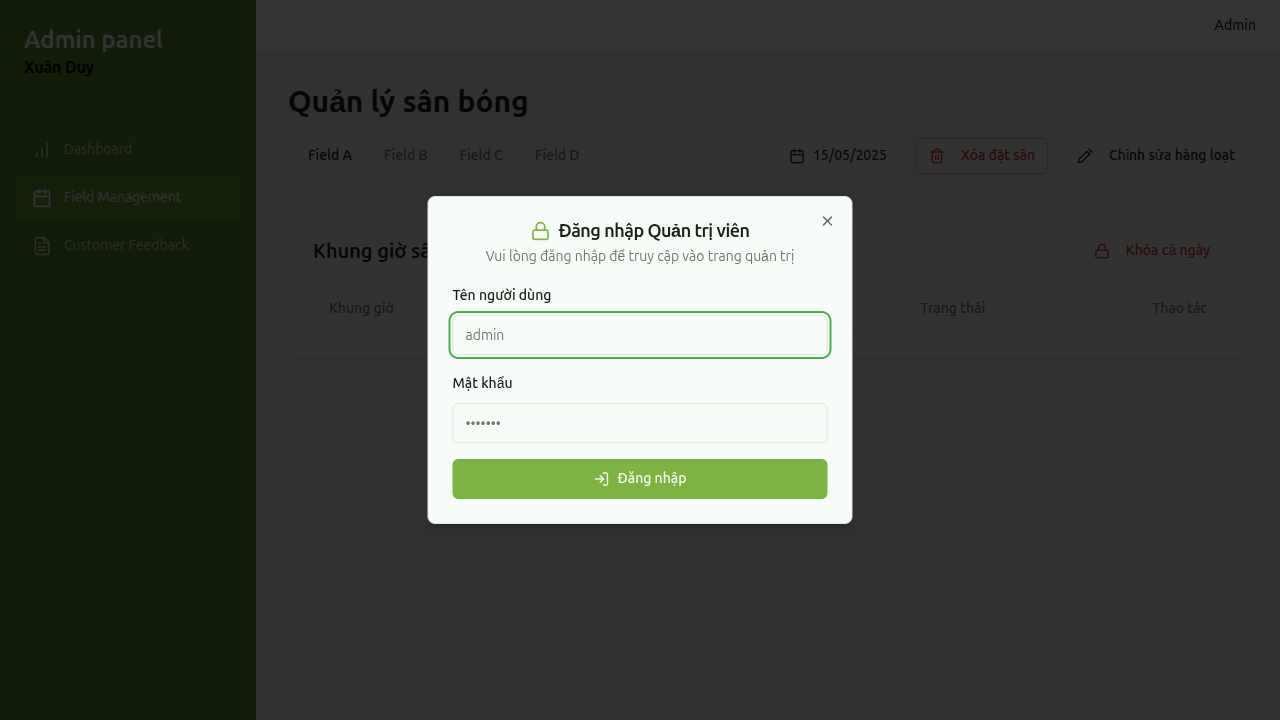 Admin panel
Xuân Duy
Dashboard
Field Management
Customer Feedback
Admin
Quản lý sân bóng
Field A Field B Field C Field D 15/05/2025 Xóa đặt sân Chỉnh sửa hàng loạt
Khung giờ Khóa cả ngày
Khung giờ Trạng thái Thao tác
Đăng nhập Quản trị viên
Vui lòng đăng nhập để truy cập vào trang quản trị
Tên người dùng
admin
Mật khẩu
•••••••
Đăng nhập